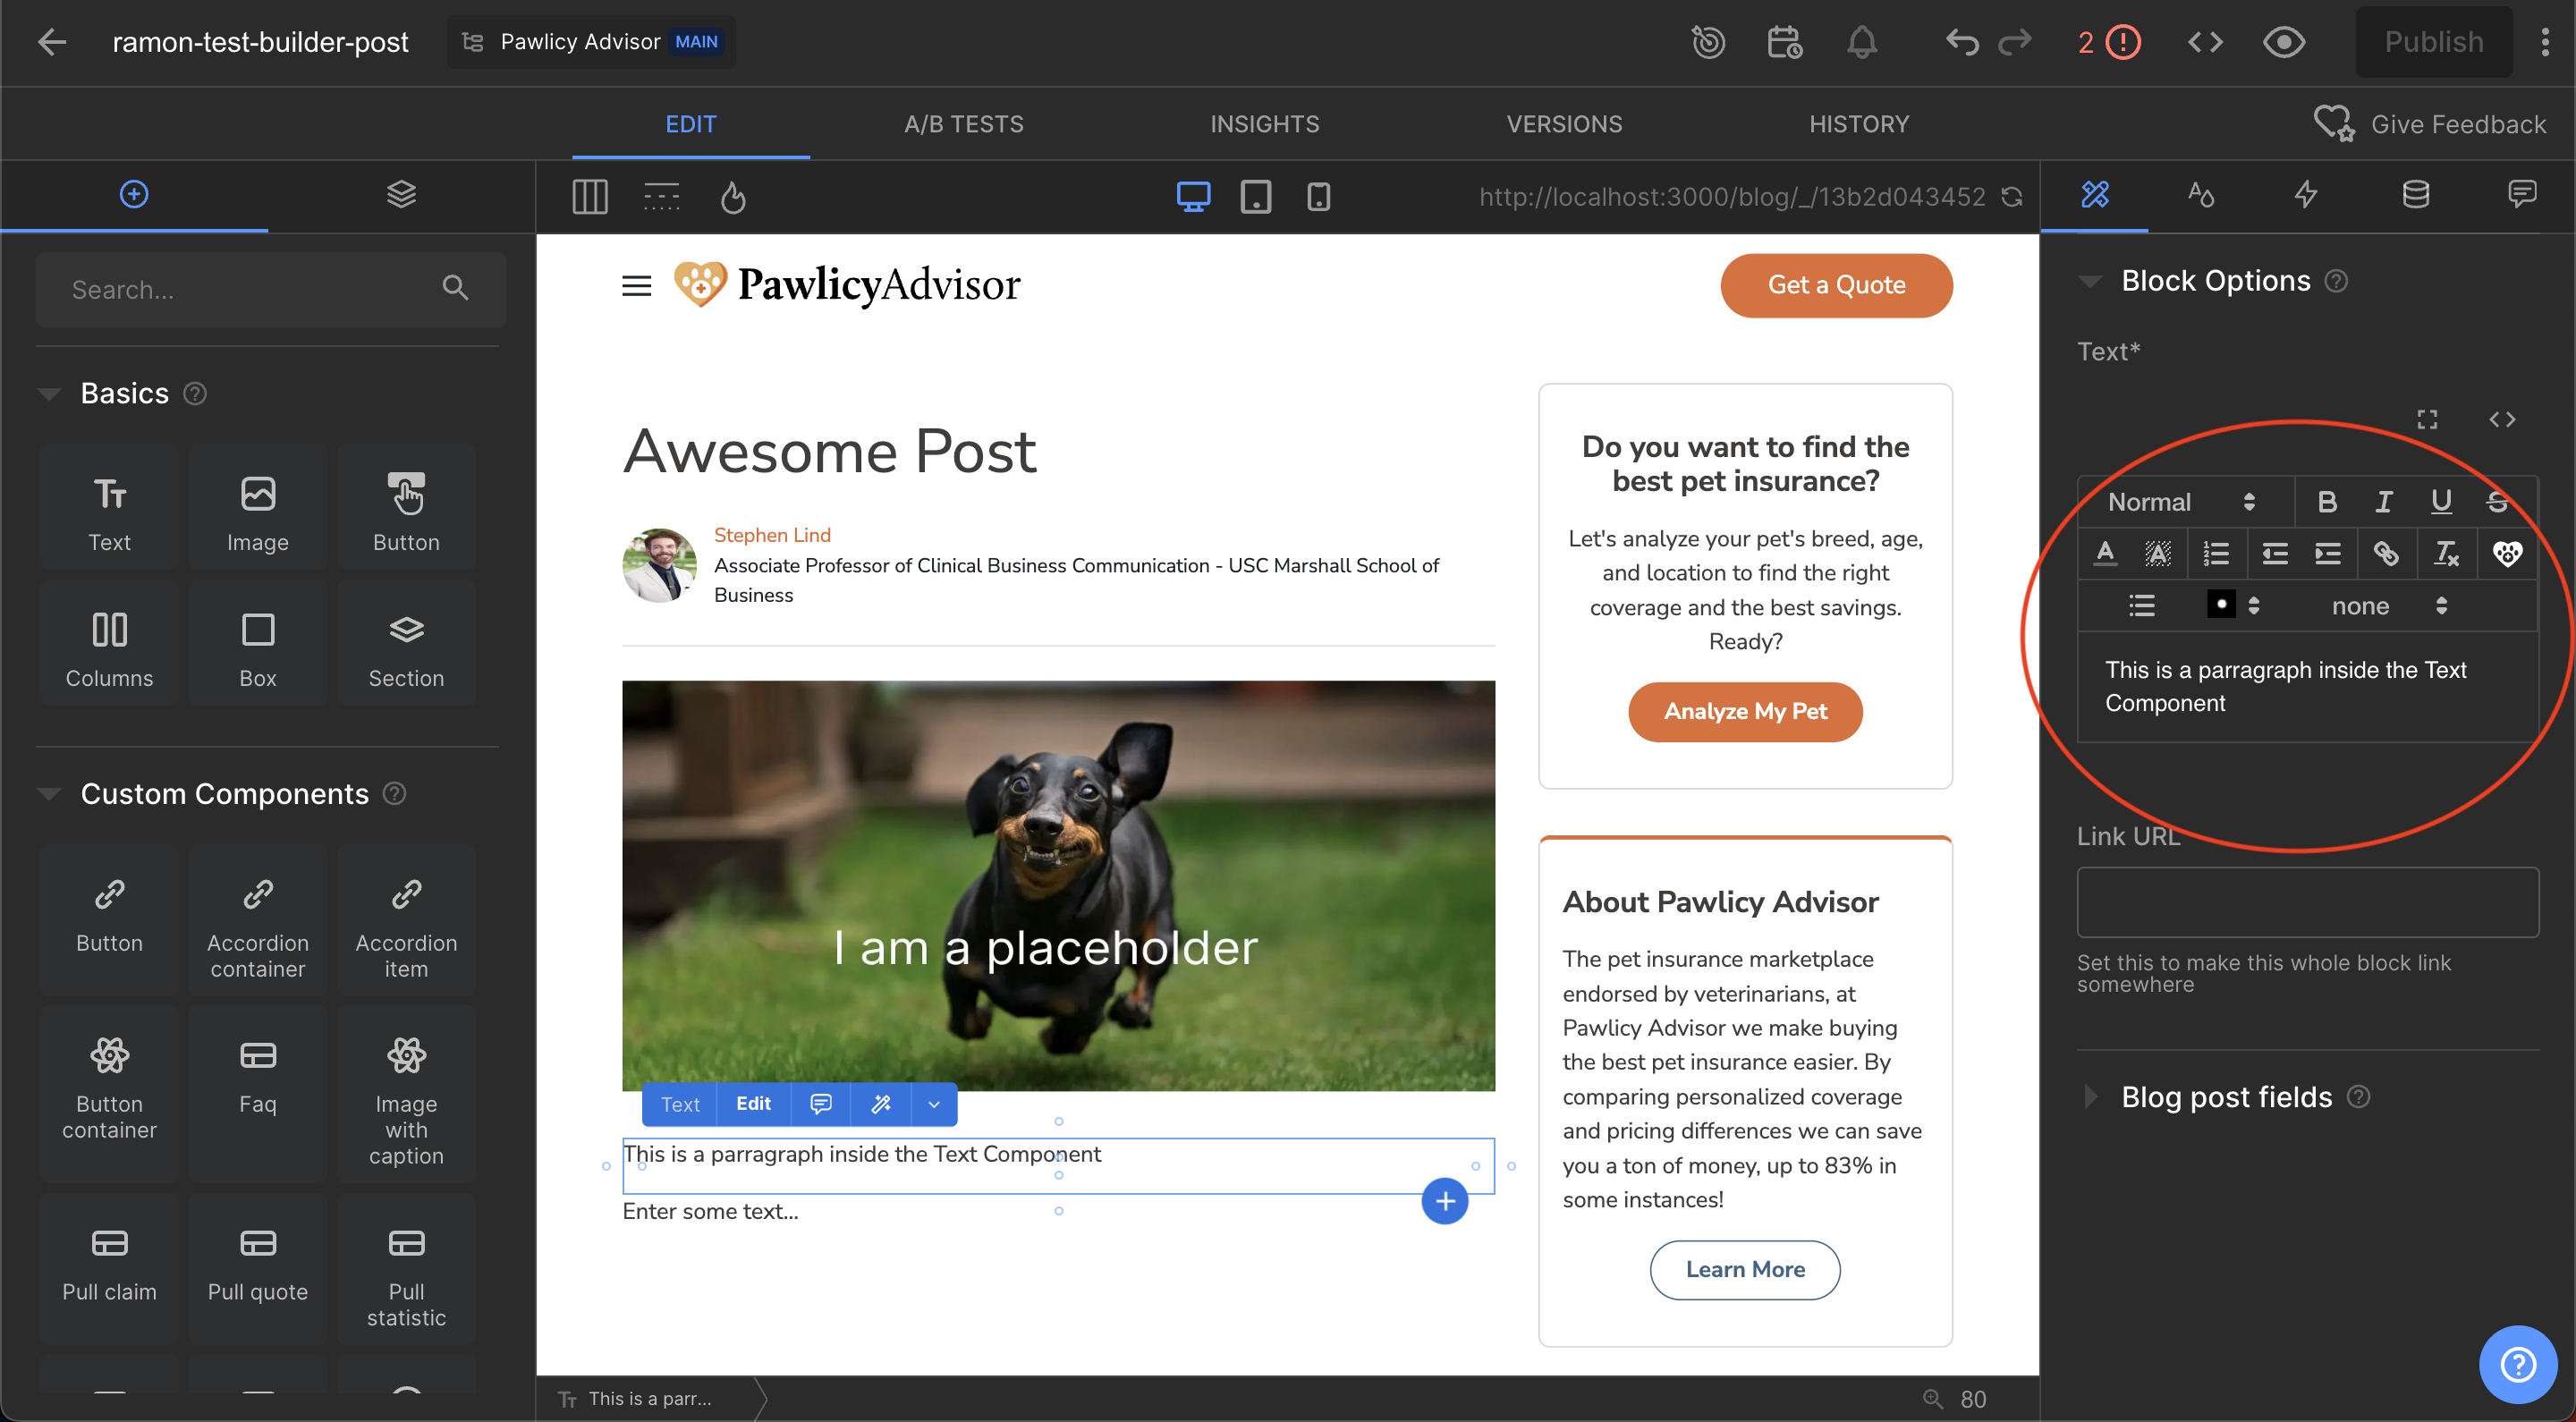 ramon-test-builder-post
Pawlicy Advisor MAIN
2
Publish
EDIT
A/B TESTS
INSIGHTS
VERSIONS
HISTORY
Give Feedback
http://localhost:3000/blog/_/13b2d043452
Search...
Basics
Text
Image
Button
Columns
Box
Section
Custom Components
Button
Accordion
container
Accordion
item
Button
container
Faq
Image
with
caption
Pull claim
Pull quote
Pull
statistic
PawlicyAdvisor
Get a Quote
Awesome Post
Stephen Lind
Associate Professor of Clinical Business Communication - USC Marshall School of
Business
I am a placeholder
Text
Edit
This is a parragraph inside the Text Component
Enter some text...
Do you want to find the
best pet insurance?
Let's analyze your pet's breed, age,
and location to find the right
coverage and the best savings.
Ready?
Analyze My Pet
About Pawlicy Advisor
The pet insurance marketplace
endorsed by veterinarians, at
Pawlicy Advisor we make buying
the best pet insurance easier. By
comparing personalized coverage
and pricing differences we can save
you a ton of money, up to 83% in
some instances!
Learn More
This is a parr...
80
Block Options
Text*
Normal
B I U S
none
This is a parragraph inside the Text
Component
Link URL
Set this to make this whole block link
somewhere
Blog post fields